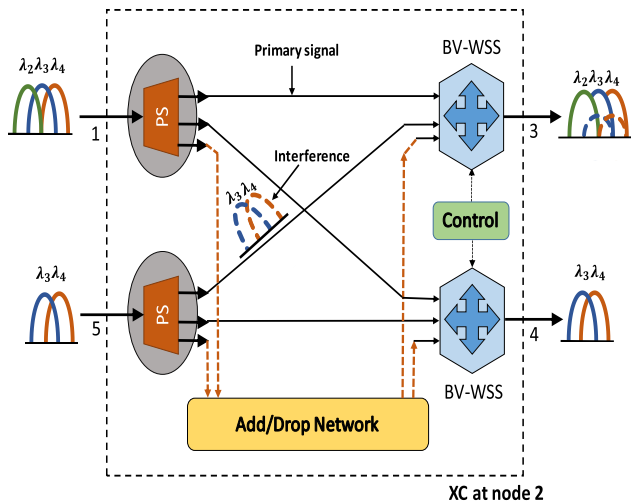 Primary signal
BV-WSS
λ2λ3λ4
PS
1
3
λ2λ3λ4
Interference
λ3λ4
Control
λ3λ4
PS
5
4
λ3λ4
BV-WSS
Add/Drop Network
XC at node 2